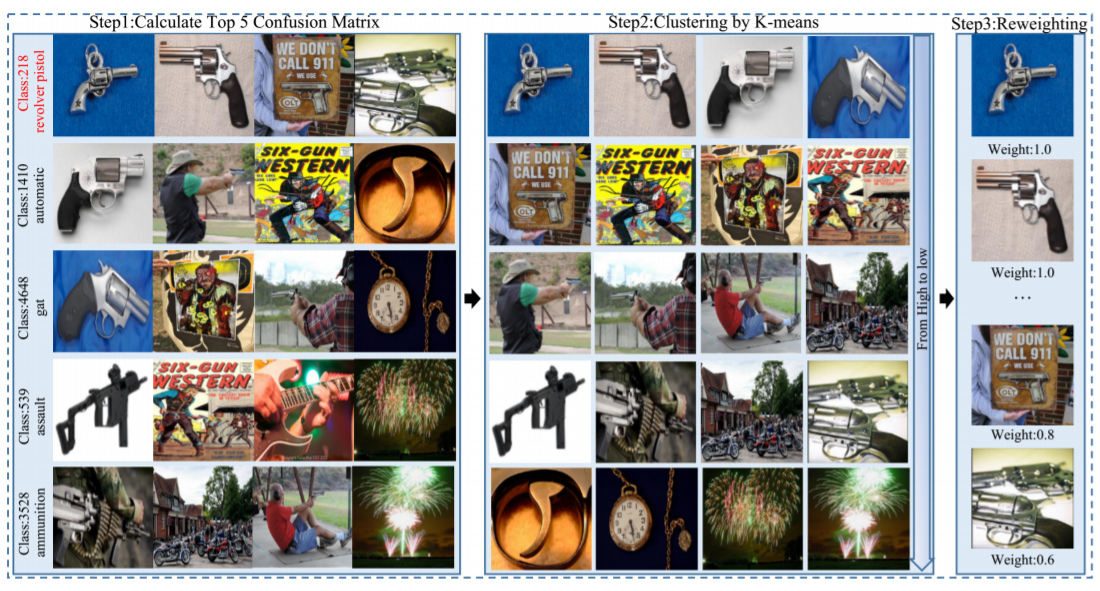 Step1:Calculate Top 5 Confusion Matrix
Step2:Clustering by K-means
Step3:Reweighting
Class:218
revolver pistol
WE DON'T
CALL 911
WE USE
COLT
Class:1410
automatic
SIX-GUN
WESTERN
Class:4648
gat
Class:539
assault
SIX-GUN
WESTERN
Class:3528
ammunition
WE DON'T
CALL 911
WE USE
COLT
SIX-GUN
WESTERN
SIX-GUN
WESTERN
From High to low
Weight:1.0
Weight:1.0
...
WE DON'T
CALL 911
WE USE
COLT
Weight:0.8
Weight:0.6